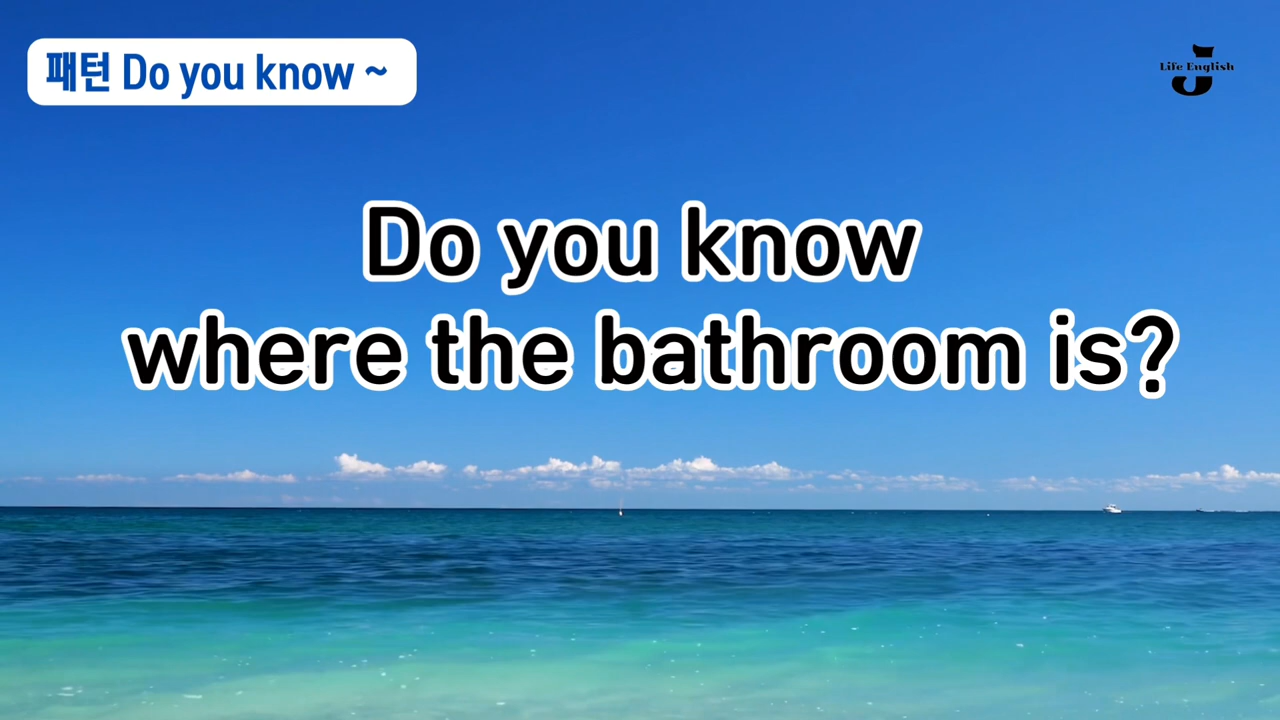 패턴 Do you know ~
Life English
J
Do you know
where the bathroom is?